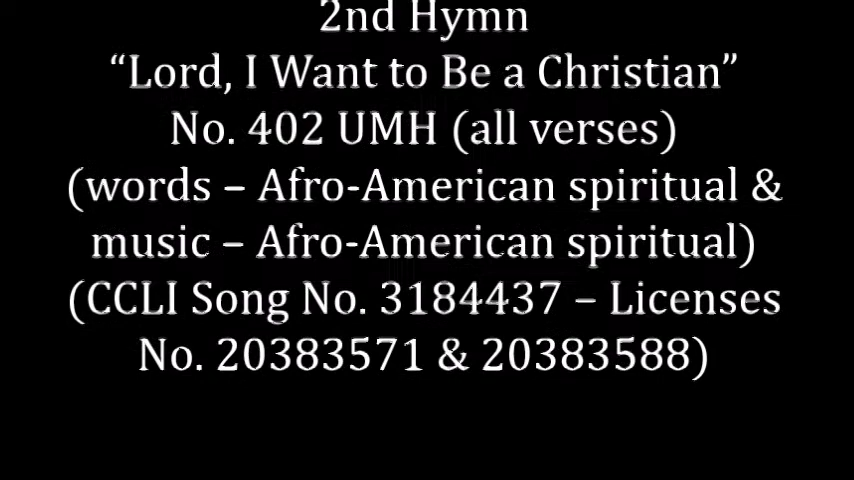 2nd Hymn
“Lord, I Want to Be a Christian”
No. 402 UMH (all verses)
(words – Afro-American spiritual &
music – Afro-American spiritual)
(CCLI Song No. 3184437 – Licenses
No. 20383571 & 20383588)